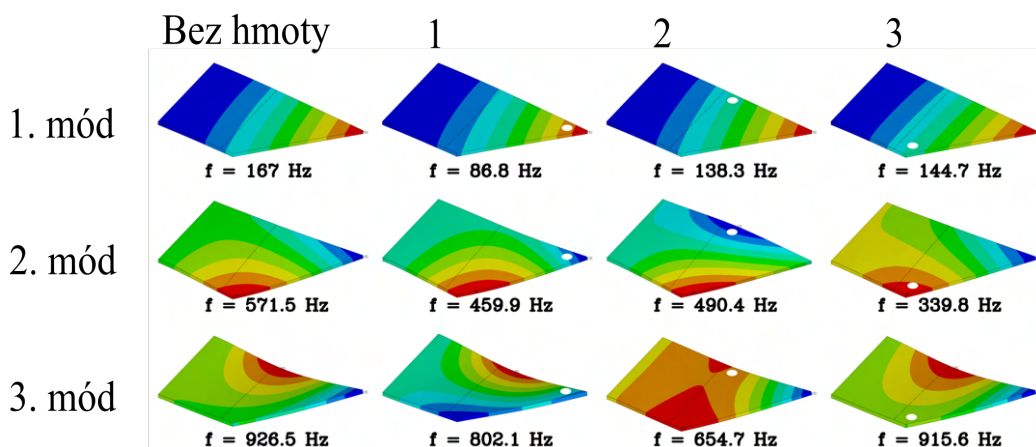 Bez hmoty 1 2 3
1. mód
f = 167 Hz f = 86.8 Hz f = 138.3 Hz f = 144.7 Hz
2. mód
f = 571.5 Hz f = 459.9 Hz f = 490.4 Hz f = 339.8 Hz
3. mód
f = 926.5 Hz f = 802.1 Hz f = 654.7 Hz f = 915.6 Hz